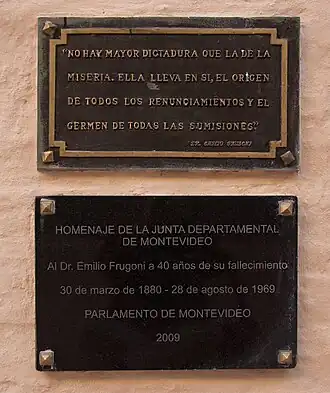 "NO HAY MAYOR DICTADURA QUE LA DE LA
MISERIA. ELLA LLEVA EN SI, EL ORIGEN
DE TODOS LOS RENUNCIAMIENTOS Y EL
GERMEN DE TODAS LAS SUMISIONES."
HOMENAJE DE LA JUNTA DEPARTAMENTAL
DE MONTEVIDEO
Al Dr. Emilio Frugoni a 40 años de su fallecimiento
30 de marzo de 1880 - 28 de agosto de 1969
PARLAMENTO DE MONTEVIDEO
2009